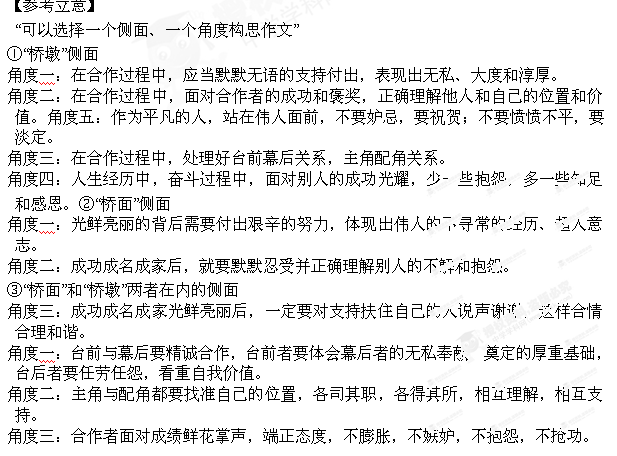 【参考立意】
“可以选择一个侧面、一个角度构思作文”
①“桥墩”侧面
角度一：在合作过程中，应当默默无语的支持付出，表现出无私、大度和淳厚。
角度二：在合作过程中，面对合作者的成功和褒奖，正确理解他人和自己的位置和价
值。角度五：作为平凡的人，站在伟人面前，不要妒忌，要祝贺；不要愤愤不平，要
淡定。
角度三：在合作过程中，处理好台前幕后关系，主角配角关系。
角度四：人生经历中，奋斗过程中，面对别人的成功光耀，少一些抱怨，多一些知足
和感恩。②“桥面”侧面
角度一：光鲜亮丽的背后需要付出艰辛的努力，体现出伟人的不寻常的经历、超人意
志。
角度二：成功成名成家后，就要默默忍受并正确理解别人的不解和抱怨。
③“桥面”和“桥墩”两者在内的侧面
角度三：成功成名成家光鲜亮丽后，一定要对支持扶住自己的人说声谢谢，这样合情
合理和谐。
角度一：台前与幕后要精诚合作，台前者要体会幕后者的无私奉献、奠定的厚重基础，
台后者要任劳任怨，看重自我价值。
角度二：主角与配角都要找准自己的位置，各司其职，各得其所，相互理解，相互支
持。
角度三：合作者面对成绩鲜花掌声，端正态度，不膨胀，不嫉妒，不抱怨，不抢功。